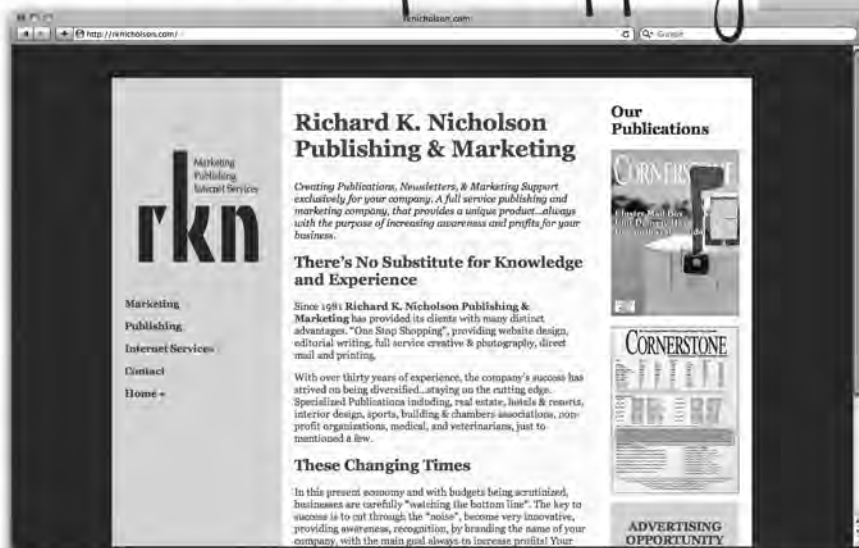 renicholson.com
http://renicholson.com/
Google
Marketing
Publishing
Internet Services
rkn
Marketing
Publishing
Internet Services
Contact
Home
Richard K. Nicholson
Publishing & Marketing
Creating Publications, Newsletters, & Marketing Support
exclusively for your company. A full service publishing and
marketing company, that provides a unique product...always
with the purpose of increasing awareness and profits for your
business.
There's No Substitute for Knowledge
and Experience
Since 1981 Richard K. Nicholson Publishing &
Marketing has provided its clients with many distinct
advantages. "One Stop Shopping", providing website design,
editorial writing, full service creative & photography, direct
mail and printing.
With over thirty years of experience, the company's success has
strived on being diversified...staying on the cutting edge.
Specialized Publications including, real estate, hotels & resorts,
interior design, sports, building & chambers associations, non-
profit organizations, medical, and veterinarians, just to
mentioned a few.
These Changing Times
In this present economy and with budgets being scrutinized,
businesses are carefully "watching the bottom line". The key to
success is to cut through the "noise", become very innovative,
providing awareness, recognition, by branding the name of your
company, with the main goal always to increase profits! Your
Our
Publications
CORNERSTONE
Cluster Mail Box
CORNERSTONE
ADVERTISING
OPPORTUNITY